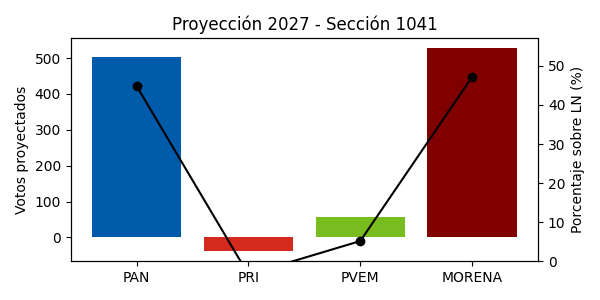 Proyección 2027 - Sección 1041
Votos proyectados
500
400
300
200
100
0
PAN
PRI
PVEM
MORENA
50
40
30
20
10
0
Porcentaje sobre LN (%)